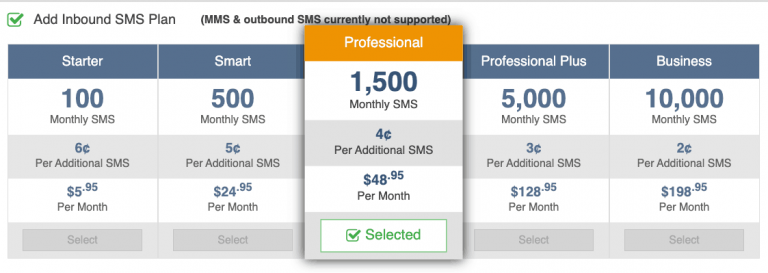 Add Inbound SMS Plan (MMS & outbound SMS currently not supported)
Starter
100
Monthly SMS
6¢
Per Additional SMS
$5.95
Per Month
Select
Smart
500
Monthly SMS
5¢
Per Additional SMS
$24.95
Per Month
Select
Professional
1,500
Monthly SMS
4¢
Per Additional SMS
$48.95
Per Month
Selected
Professional Plus
5,000
Monthly SMS
3¢
Per Additional SMS
$128.95
Per Month
Select
Business
10,000
Monthly SMS
2¢
Per Additional SMS
$198.95
Per Month
Select